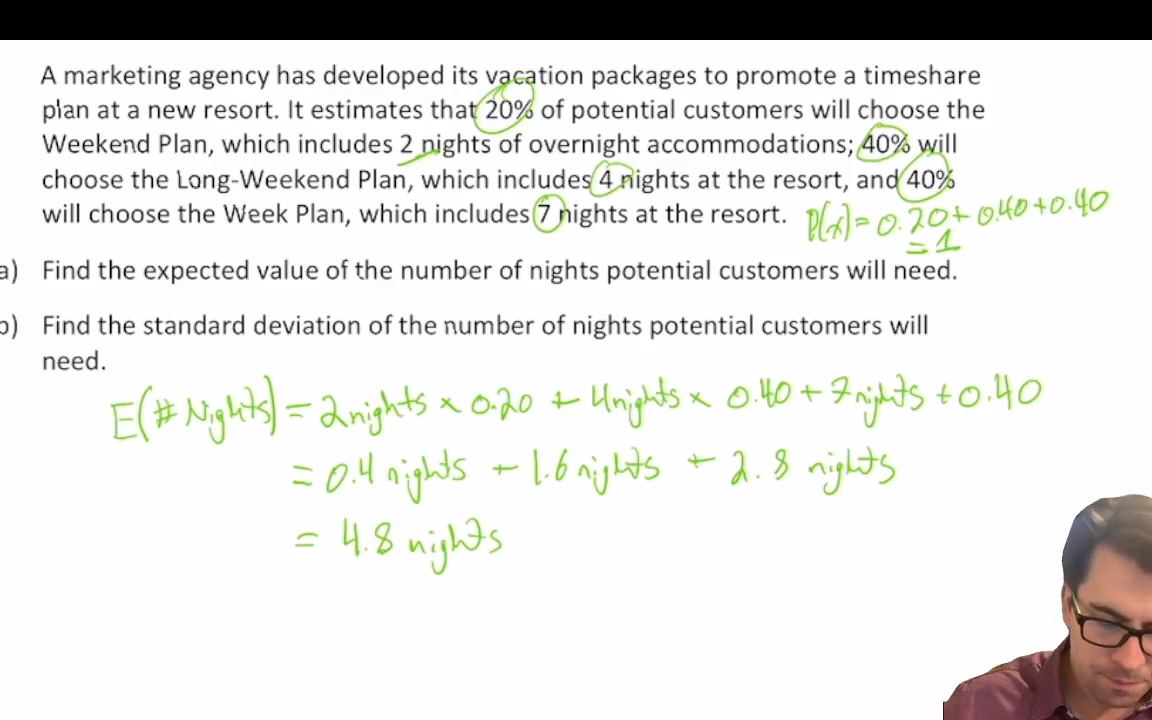 A marketing agency has developed its vacation packages to promote a timeshare
plan at a new resort. It estimates that 20% of potential customers will choose the
Weekend Plan, which includes 2 nights of overnight accommodations; 40% will
choose the Long-Weekend Plan, which includes 4 nights at the resort, and 40%
will choose the Week Plan, which includes 7 nights at the resort.
P(x) = 0.20 + 0.40 + 0.40
= 1
a) Find the expected value of the number of nights potential customers will need.
b) Find the standard deviation of the number of nights potential customers will
need.
E(# Nights) = 2 nights × 0.20 + 4 nights × 0.40 + 7 nights + 0.40
= 0.4 nights + 1.6 nights + 2.8 nights
= 4.8 nights